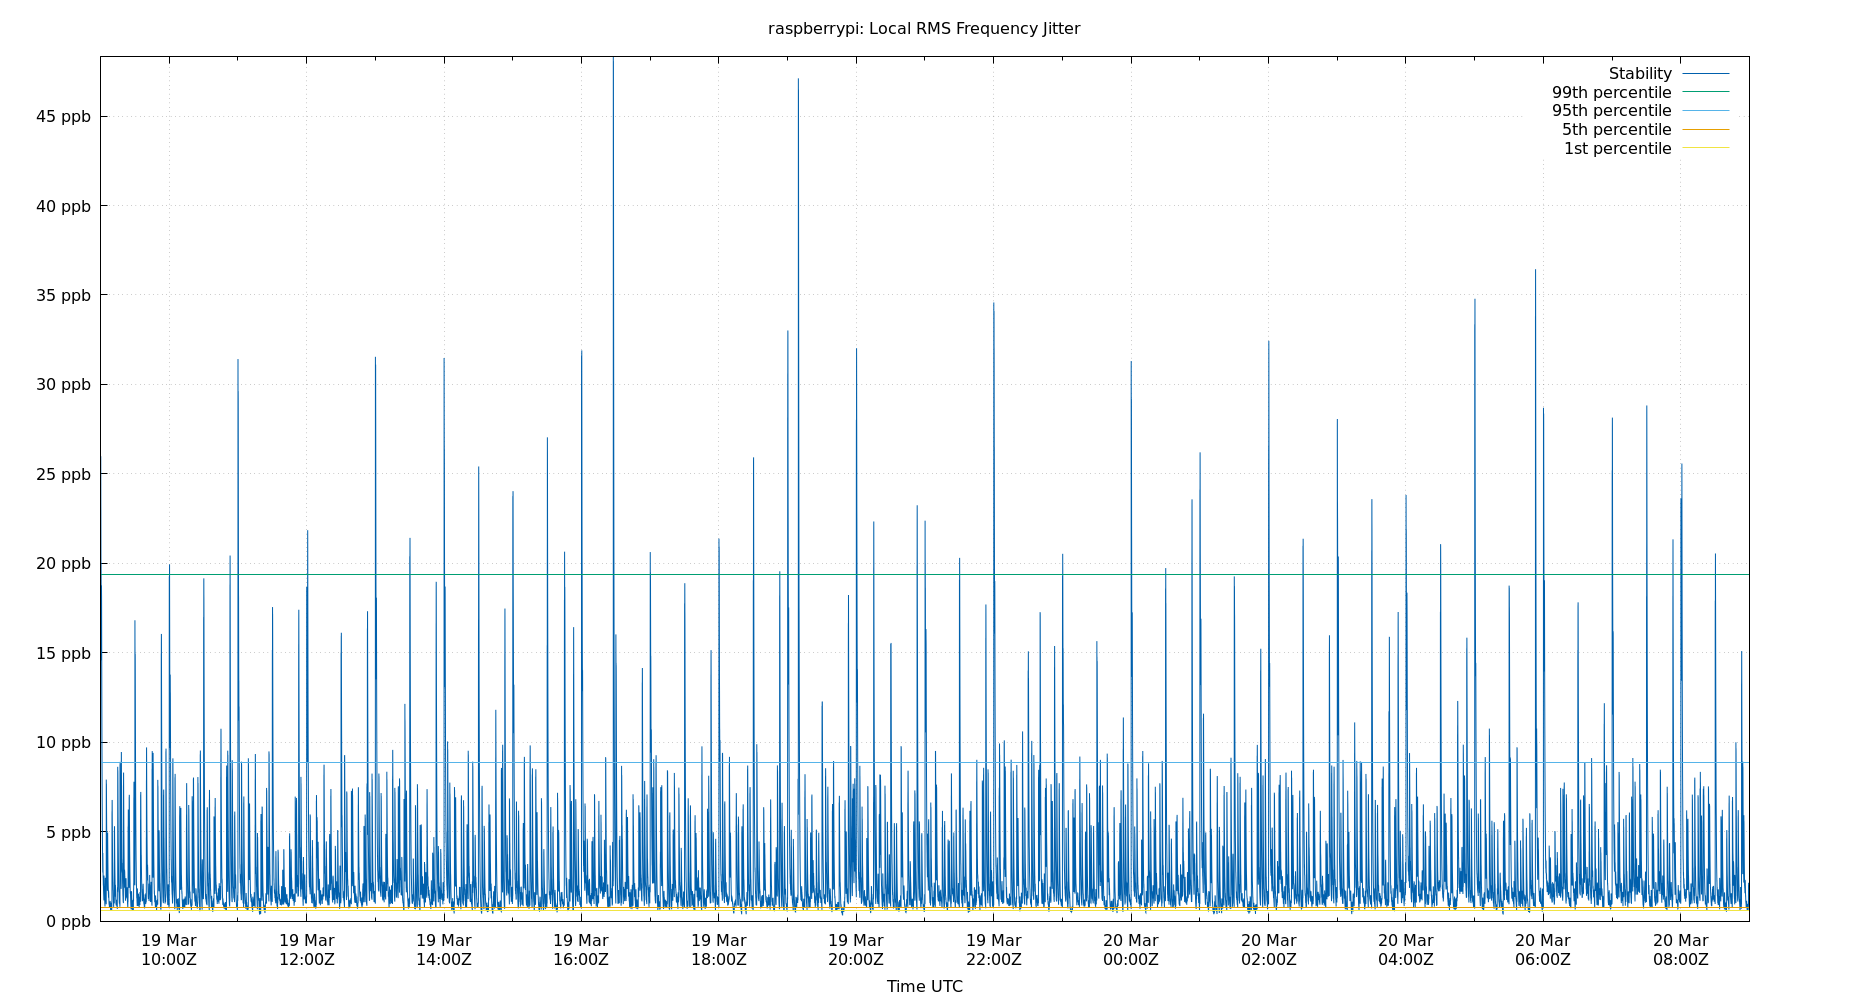 raspberrypi: Local RMS Frequency Jitter
Stability
99th percentile
95th percentile
5th percentile
1st percentile
45 ppb
40 ppb
35 ppb
30 ppb
25 ppb
20 ppb
15 ppb
10 ppb
5 ppb
0 ppb
19 Mar 19 Mar 19 Mar 19 Mar 19 Mar 19 Mar 19 Mar 20 Mar 20 Mar 20 Mar 20 Mar 20 Mar
10:00Z 12:00Z 14:00Z 16:00Z 18:00Z 20:00Z 22:00Z 00:00Z 02:00Z 04:00Z 06:00Z 08:00Z
Time UTC